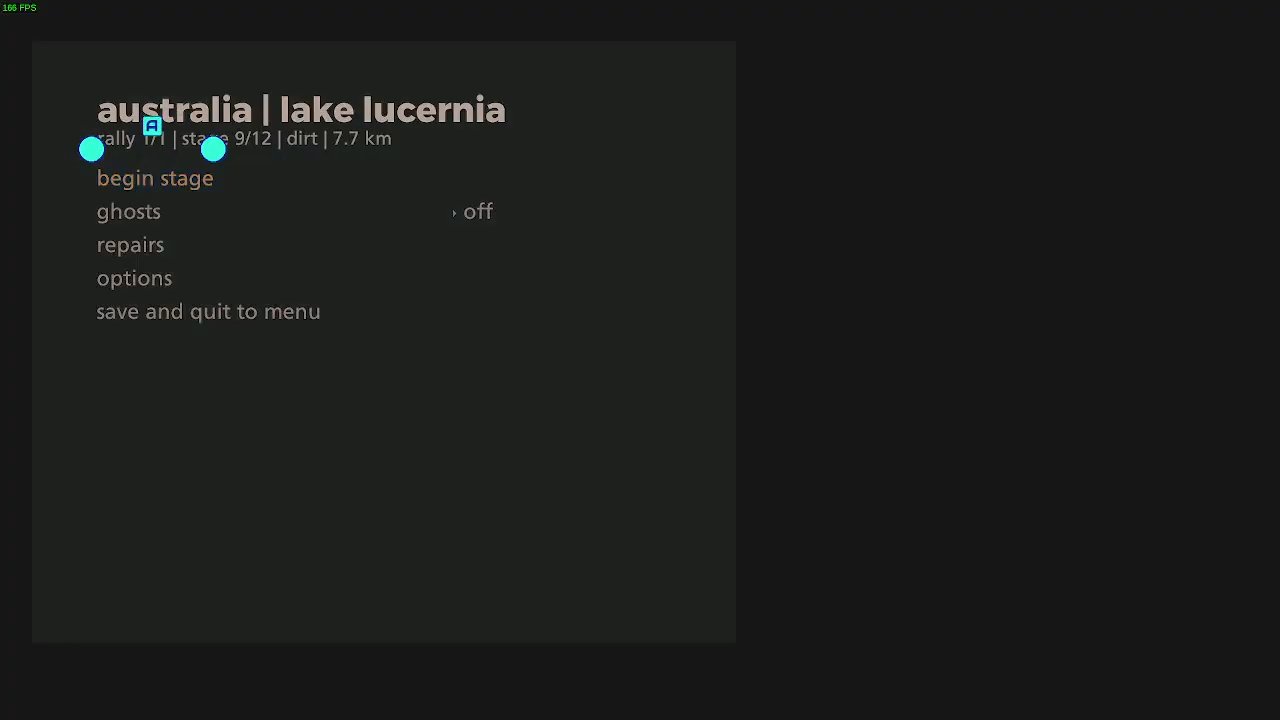 166 FPS
australia | lake lucernia
A
rally 1/1 | stage 9/12 | dirt | 7.7 km
begin stage
ghosts › off
repairs
options
save and quit to menu